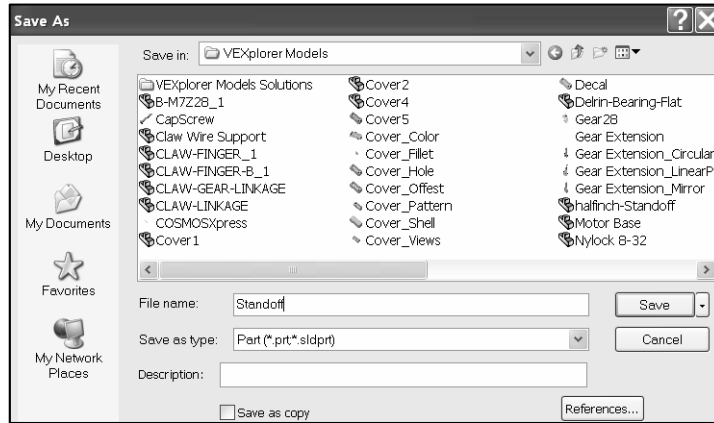 Save As
Save in: VEXplorer Models
My Recent
Documents
Desktop
My Documents
Favorites
My Network
Places
VEXplorer Models Solutions
B-M7Z28_1
CapScrew
Claw Wire Support
CLAW-FINGER_1
CLAW-FINGER-B_1
CLAW-GEAR-LINKAGE
CLAW-LINKAGE
COSMOSXpress
Cover1
Cover2
Cover4
Cover5
Cover_Color
Cover_Fillet
Cover_Hole
Cover_Offest
Cover_Pattern
Cover_Shell
Cover_Views
Decal
Delrin-Bearing-Flat
Gear28
Gear Extension
Gear Extension_Circular
Gear Extension_LinearP
Gear Extension_Mirror
halfinch-Standoff
Motor Base
Nylock 8-32
File name: Standoff Save
Save as type: Part (*.prt;*.sldprt) Cancel
Description:
Save as copy References...